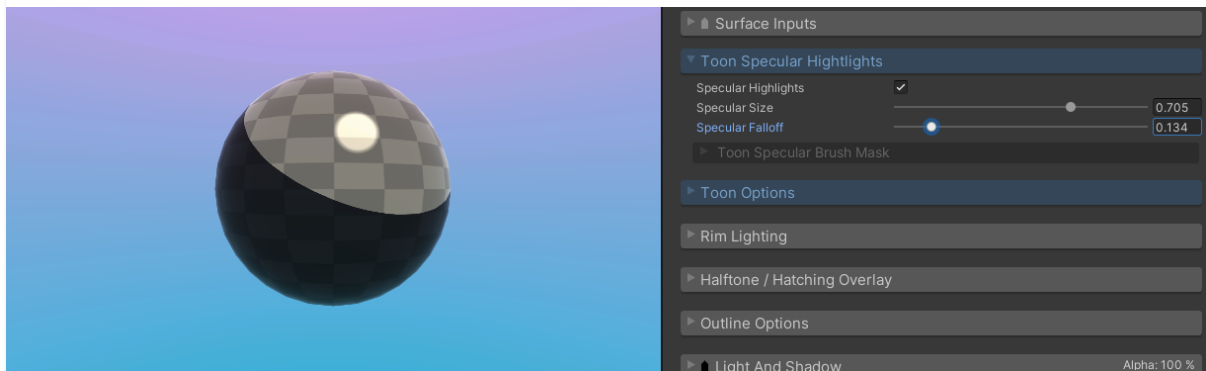 Surface Inputs
Toon Specular Hightlights
Specular Highlights
Specular Size 0.705
Specular Falloff 0.134
Toon Specular Brush Mask
Toon Options
Rim Lighting
Halftone / Hatching Overlay
Outline Options
Light And Shadow Alpha: 100 %